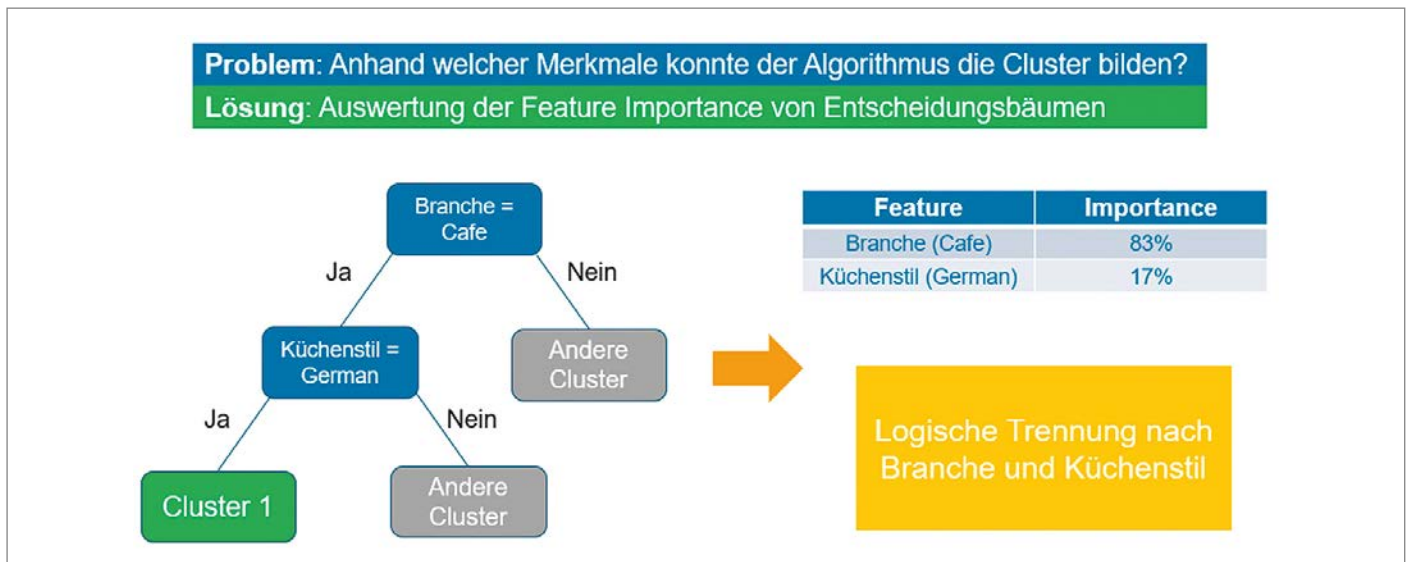 Problem: Anhand welcher Merkmale konnte der Algorithmus die Cluster bilden?
Lösung: Auswertung der Feature Importance von Entscheidungsbäumen
Branche =
Cafe
Ja
Nein
Küchenstil =
German
Andere
Cluster
Ja
Nein
Cluster 1
Andere
Cluster
Feature Importance
Branche (Cafe) 83%
Küchenstil (German) 17%
Logische Trennung nach
Branche und Küchenstil